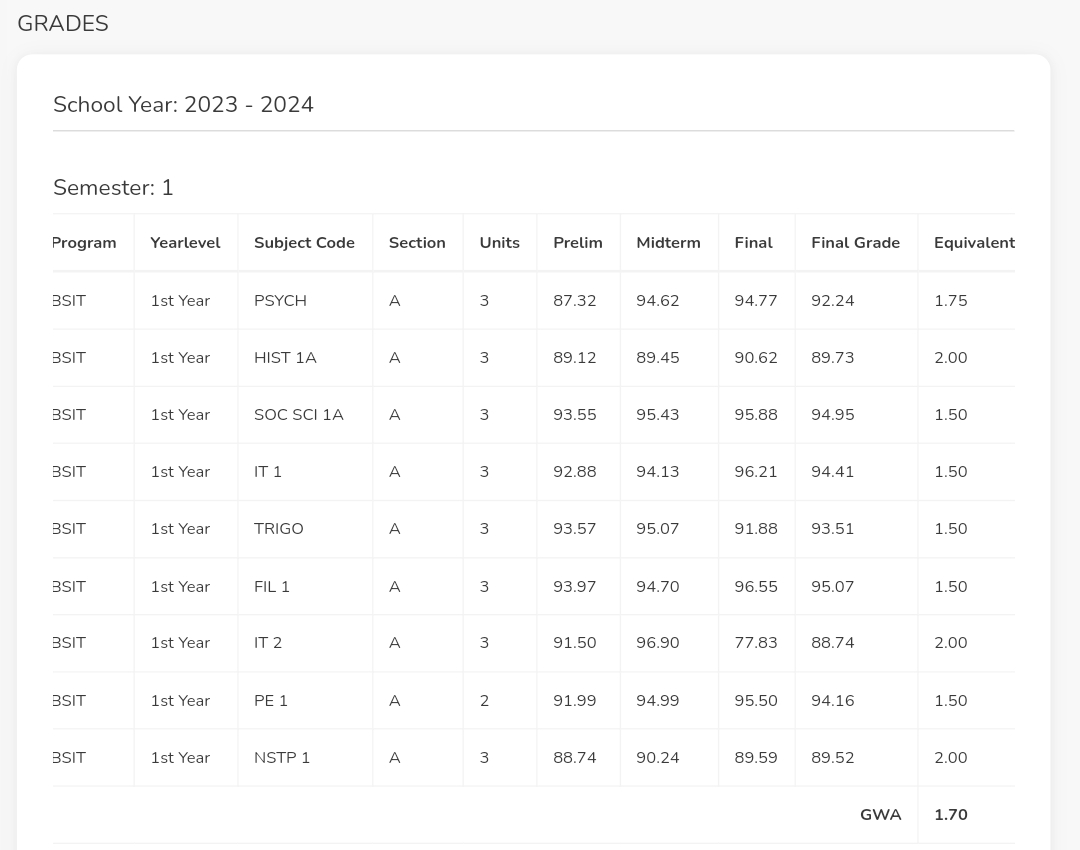 GRADES
School Year: 2023 - 2024
Semester: 1
Program Yearlevel Subject Code Section Units Prelim Midterm Final Final Grade Equivalent
BSIT 1st Year PSYCH A 3 87.32 94.62 94.77 92.24 1.75
BSIT 1st Year HIST 1A A 3 89.12 89.45 90.62 89.73 2.00
BSIT 1st Year SOC SCI 1A A 3 93.55 95.43 95.88 94.95 1.50
BSIT 1st Year IT 1 A 3 92.88 94.13 96.21 94.41 1.50
BSIT 1st Year TRIGO A 3 93.57 95.07 91.88 93.51 1.50
BSIT 1st Year FIL 1 A 3 93.97 94.70 96.55 95.07 1.50
BSIT 1st Year IT 2 A 3 91.50 96.90 77.83 88.74 2.00
BSIT 1st Year PE 1 A 2 91.99 94.99 95.50 94.16 1.50
BSIT 1st Year NSTP 1 A 3 88.74 90.24 89.59 89.52 2.00
GWA 1.70